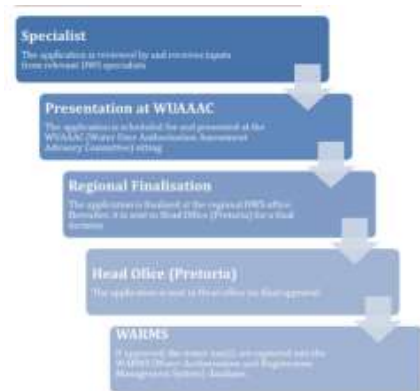 Specialist
The application is reviewed by and receives inputs
from relevant DWS specialists
Presentation at WUAAAC
The application is scheduled for and presented at the
WUAAAC (Water Use Authorisation Assessment
Advisory Committee) sitting
Regional Finalisation
The application is finalised at the regional DWS office
thereafter, it is sent to Head Office (Pretoria) for a final
decision
Head Ofice (Pretoria)
The application is sent to Head office for final approval
WARMS
If approved, the water use(s) are registered into the
WARMS (Water Authorisation and Registration
Management System) database